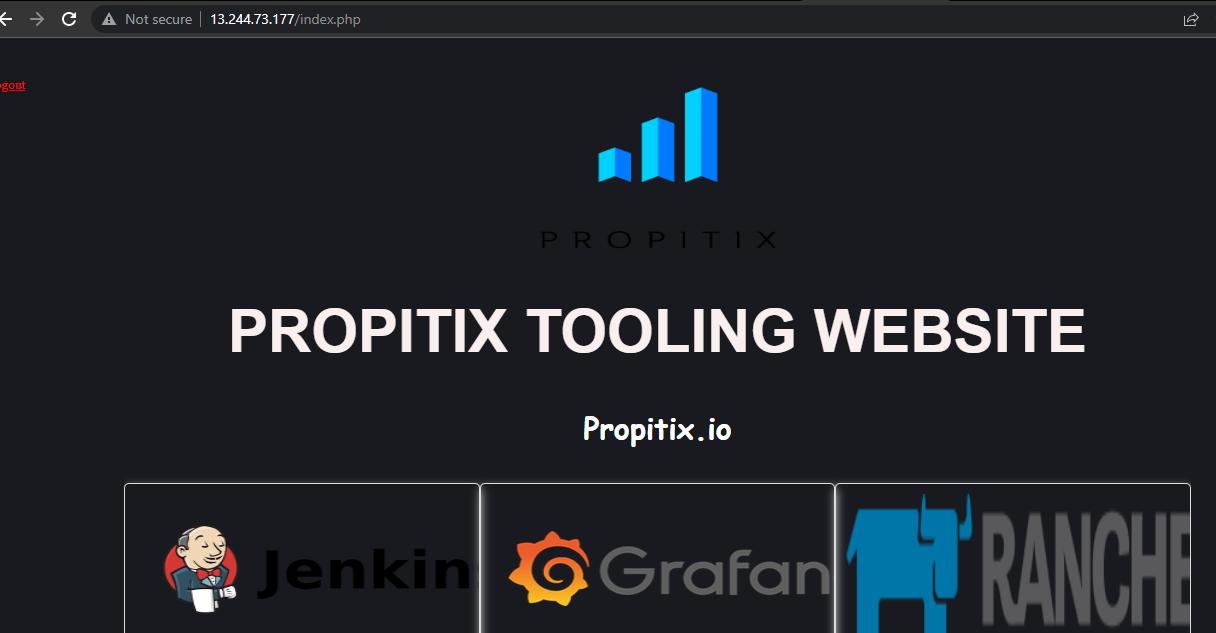 Not secure | 13.244.73.177/index.php
ogout
PROPITIX
PROPITIX TOOLING WEBSITE
Propitix.io
Jenkin
Grafan
RANCHE